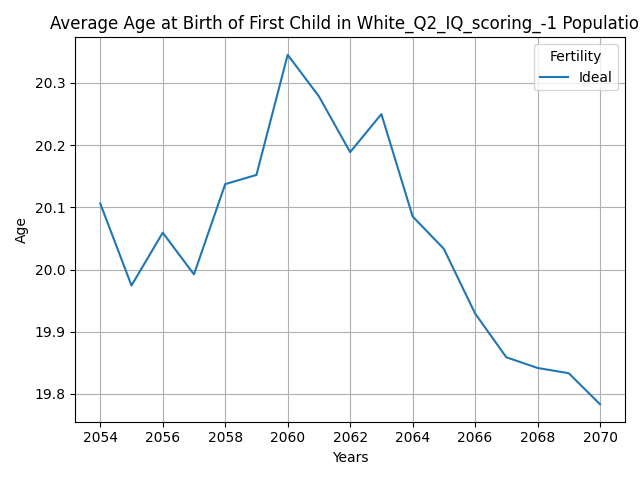 Average Age at Birth of First Child in White_Q2_IQ_scoring_-1 Populatio
Fertility
Ideal
20.3
20.2
20.1
20.0
19.9
19.8
Age
2054 2056 2058 2060 2062 2064 2066 2068 2070
Years